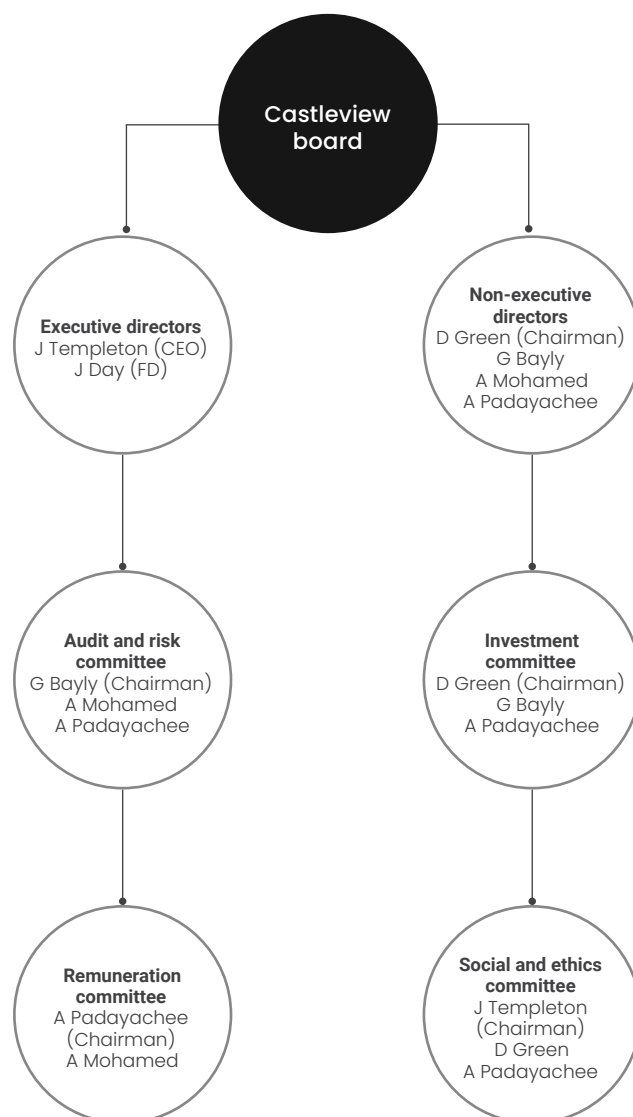 Castleview
board
Executive directors
J Templeton (CEO)
J Day (FD)
Non-executive
directors
D Green (Chairman)
G Bayly
A Mohamed
A Padayachee
Audit and risk
committee
G Bayly (Chairman)
A Mohamed
A Padayachee
Investment
committee
D Green (Chairman)
G Bayly
A Padayachee
Remuneration
committee
A Padayachee
(Chairman)
A Mohamed
Social and ethics
committee
J Templeton
(Chairman)
D Green
A Padayachee